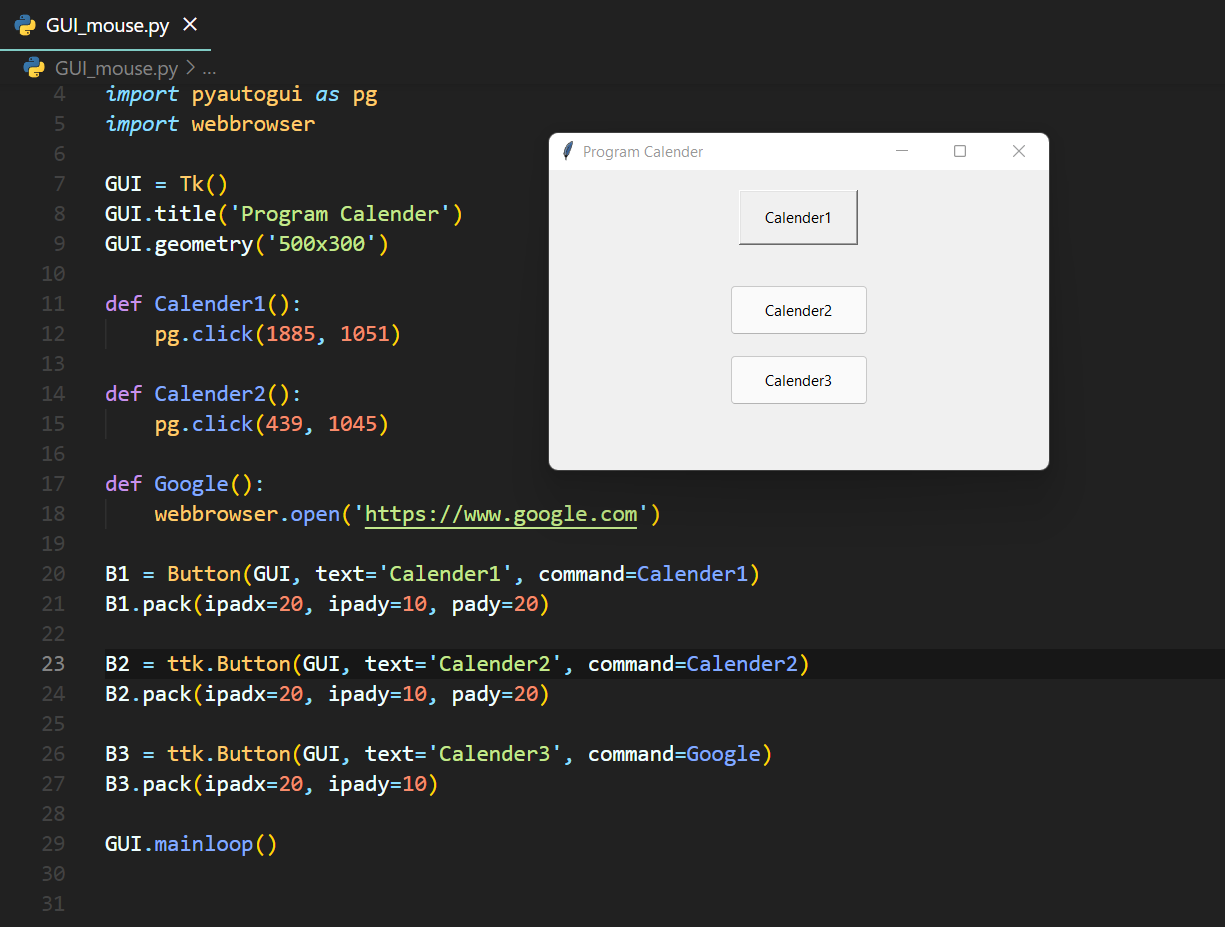 GUI_mouse.py
GUI_mouse.py > ...
4 import pyautogui as pg
5 import webbrowser
6
7 GUI = Tk()
8 GUI.title('Program Calender')
9 GUI.geometry('500x300')
10
11 def Calender1():
12 pg.click(1885, 1051)
13
14 def Calender2():
15 pg.click(439, 1045)
16
17 def Google():
18 webbrowser.open('https://www.google.com')
19
20 B1 = Button(GUI, text='Calender1', command=Calender1)
21 B1.pack(ipadx=20, ipady=10, pady=20)
22
23 B2 = ttk.Button(GUI, text='Calender2', command=Calender2)
24 B2.pack(ipadx=20, ipady=10, pady=20)
25
26 B3 = ttk.Button(GUI, text='Calender3', command=Google)
27 B3.pack(ipadx=20, ipady=10)
28
29 GUI.mainloop()
30
31
Program Calender
Calender1
Calender2
Calender3